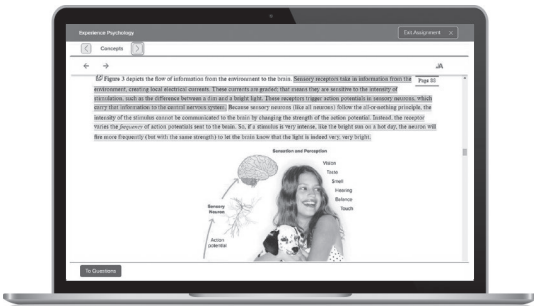 Experience Psychology
Exit Assignment X
Concepts
Figure 3 depicts the flow of information from the environment to the brain. Sensory receptors take in information from the
Page 80
environment, creating local electrical currents. These currents are graded; that means they are sensitive to the intensity of
stimulation, such as the difference between a dim and a bright light. These receptors trigger action potentials in sensory neurons, which
carry that information to the central nervous system. Because sensory neurons (like all neurons) follow the all-or-nothing principle, the
intensity of the stimulus cannot be communicated to the brain by changing the strength of the action potential. Instead, the receptor
varies the frequency of action potentials sent to the brain. So, if a stimulus is very intense, like the bright sun on a hot day, the neuron will
fire more frequently (but with the same strength) to let the brain know that the light is indeed very, very bright.
Sensation and Perception
Vision
Taste
Smell
Hearing
Balance
Touch
Sensory
Neuron
Action
potential
To Questions